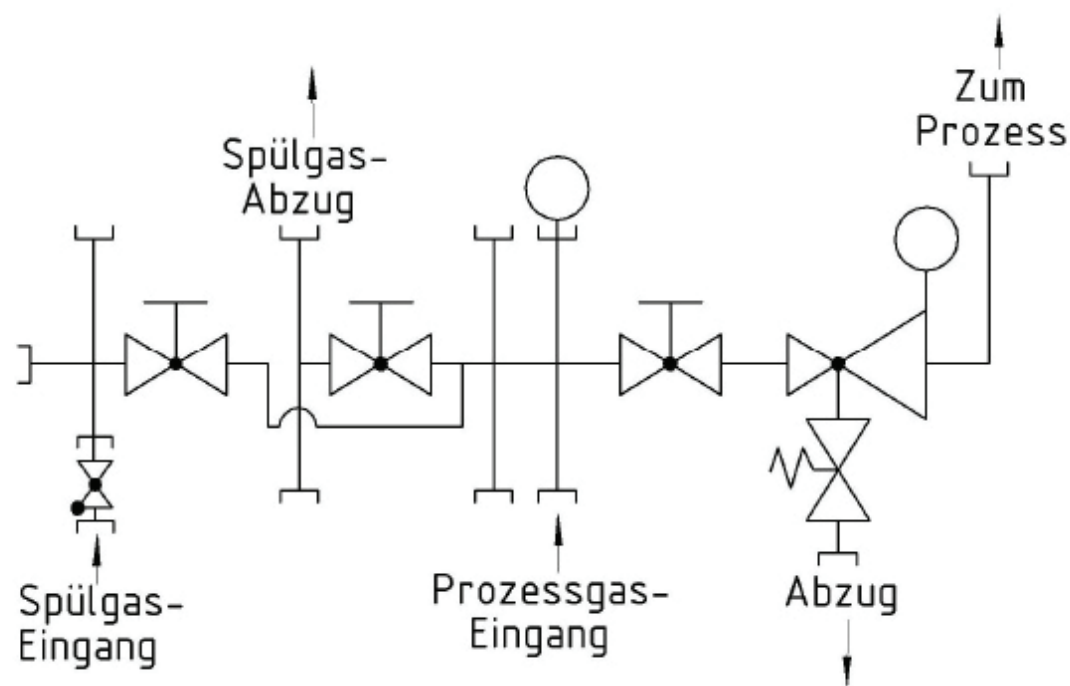 Zum
Prozess
Spülgas-
Abzug
Spülgas-
Eingang
Prozessgas-
Eingang
Abzug